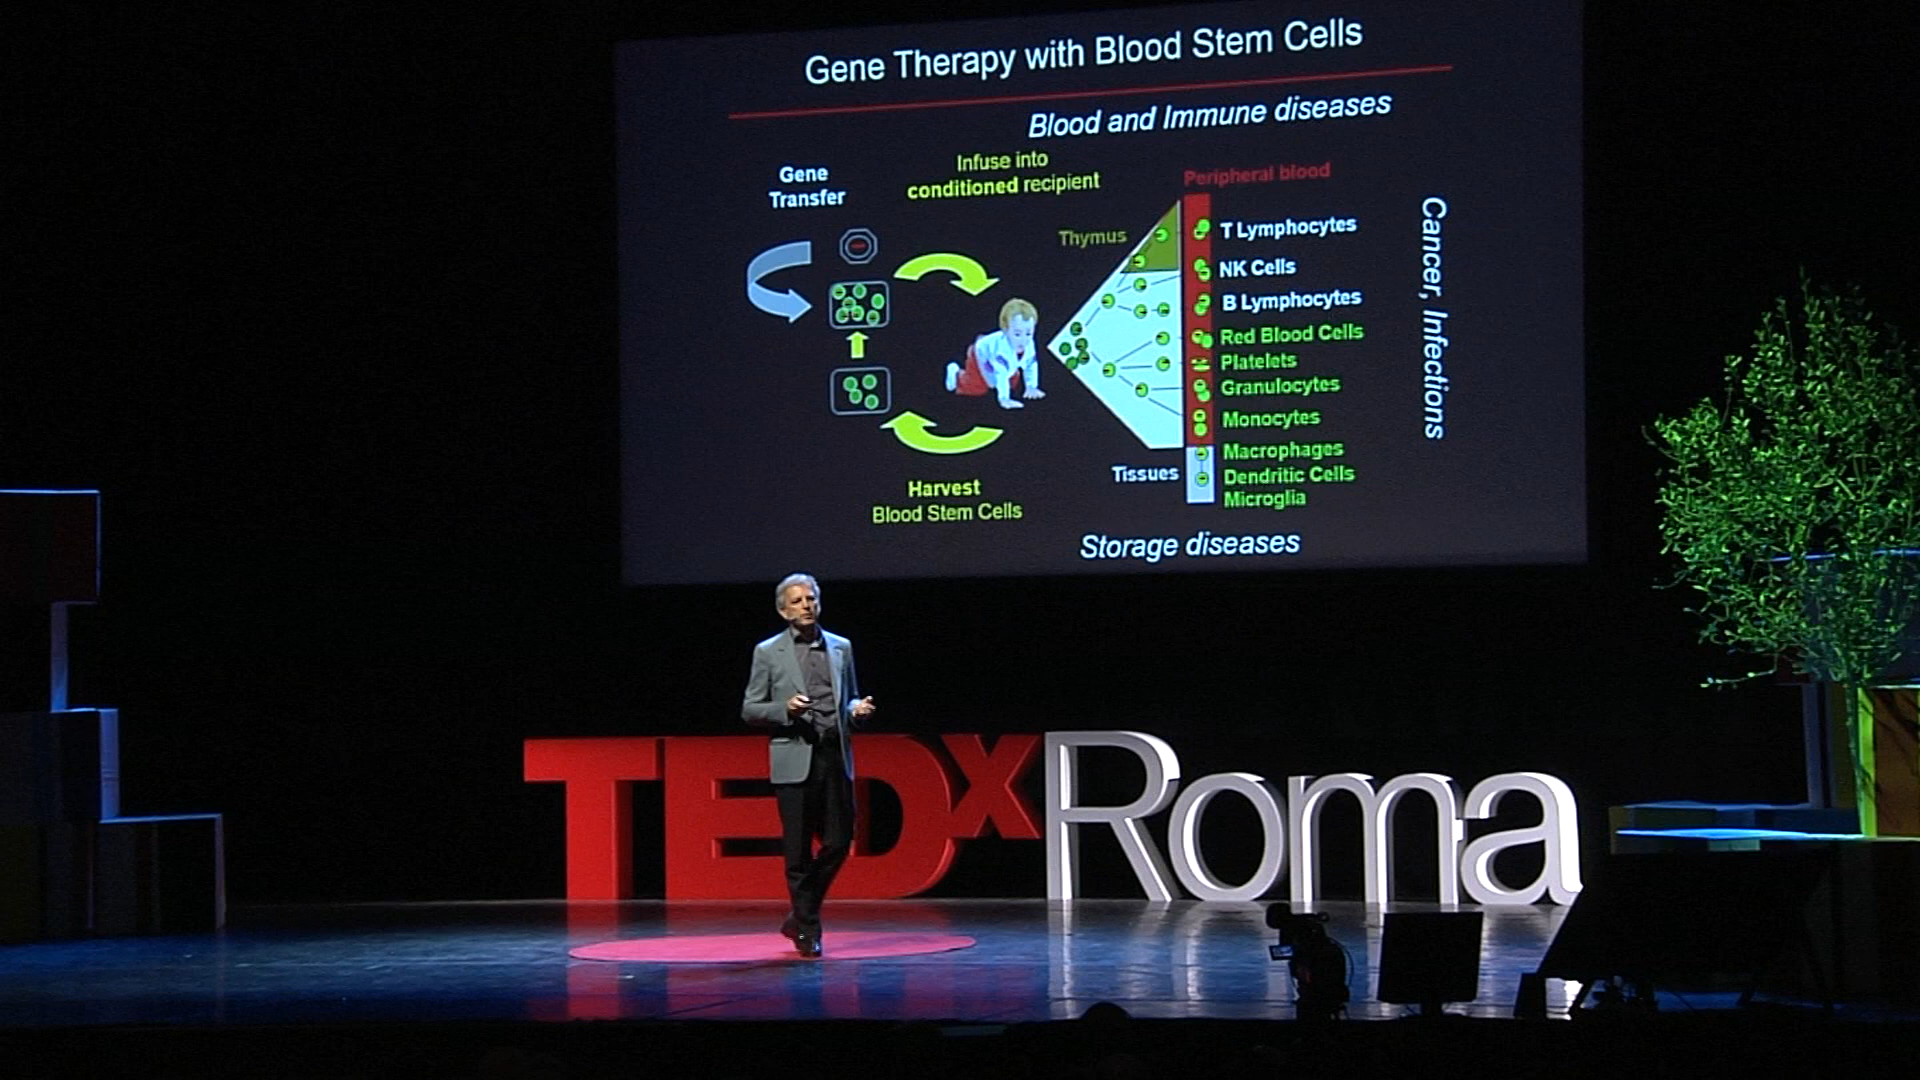 Gene Therapy with Blood Stem Cells
Blood and Immune diseases
Gene
Transfer
Infuse into
conditioned recipient
Peripheral blood
Thymus
T Lymphocytes
NK Cells
B Lymphocytes
Red Blood Cells
Platelets
Granulocytes
Monocytes
Macrophages
Dendritic Cells
Microglia
Cancer, Infections
Tissues
Harvest
Blood Stem Cells
Storage diseases
TEDxRoma